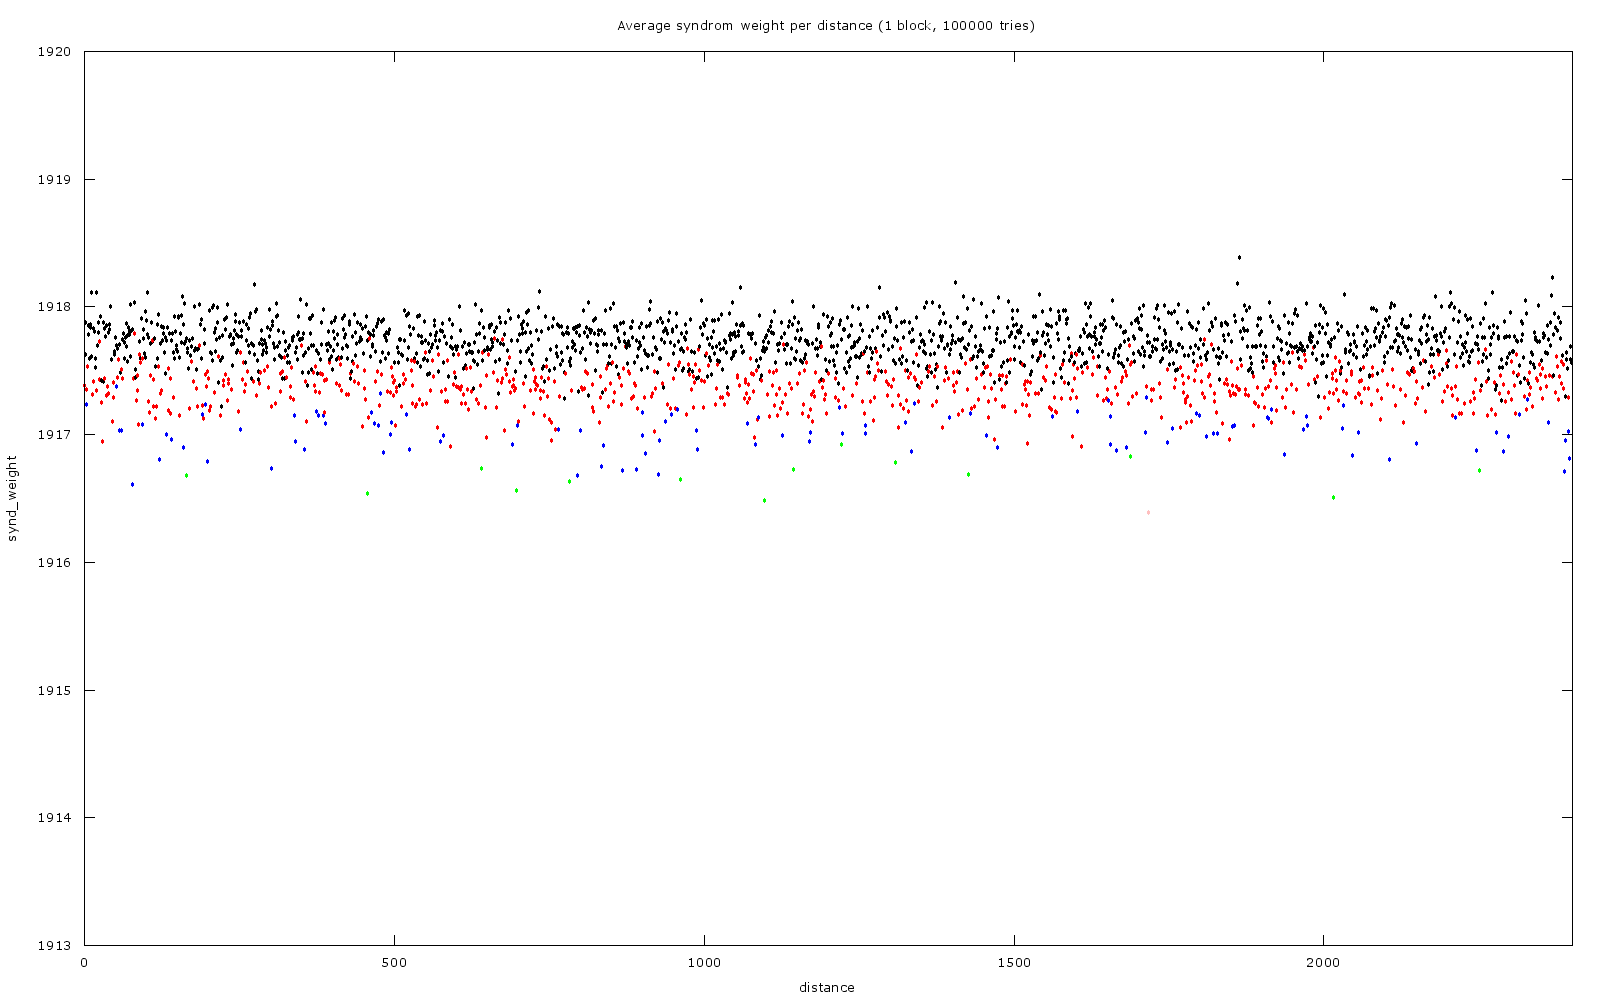 Average syndrom weight per distance (1 block, 100000 tries)
1920
1919
1918
1917
1916
1915
1914
1913
synd_weight
0 500 1000 1500 2000
distance